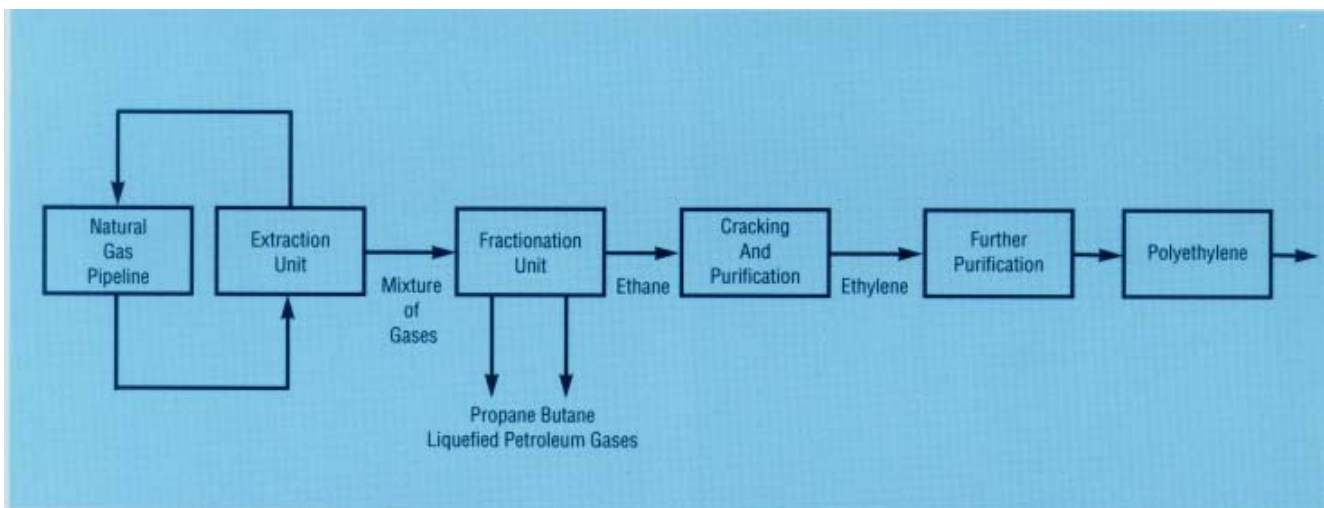 Natural
Gas
Pipeline
Extraction
Unit
Mixture
of
Gases
Fractionation
Unit
Propane Butane
Liquefied Petroleum Gases
Ethane
Cracking
And
Purification
Ethylene
Further
Purification
Polyethylene